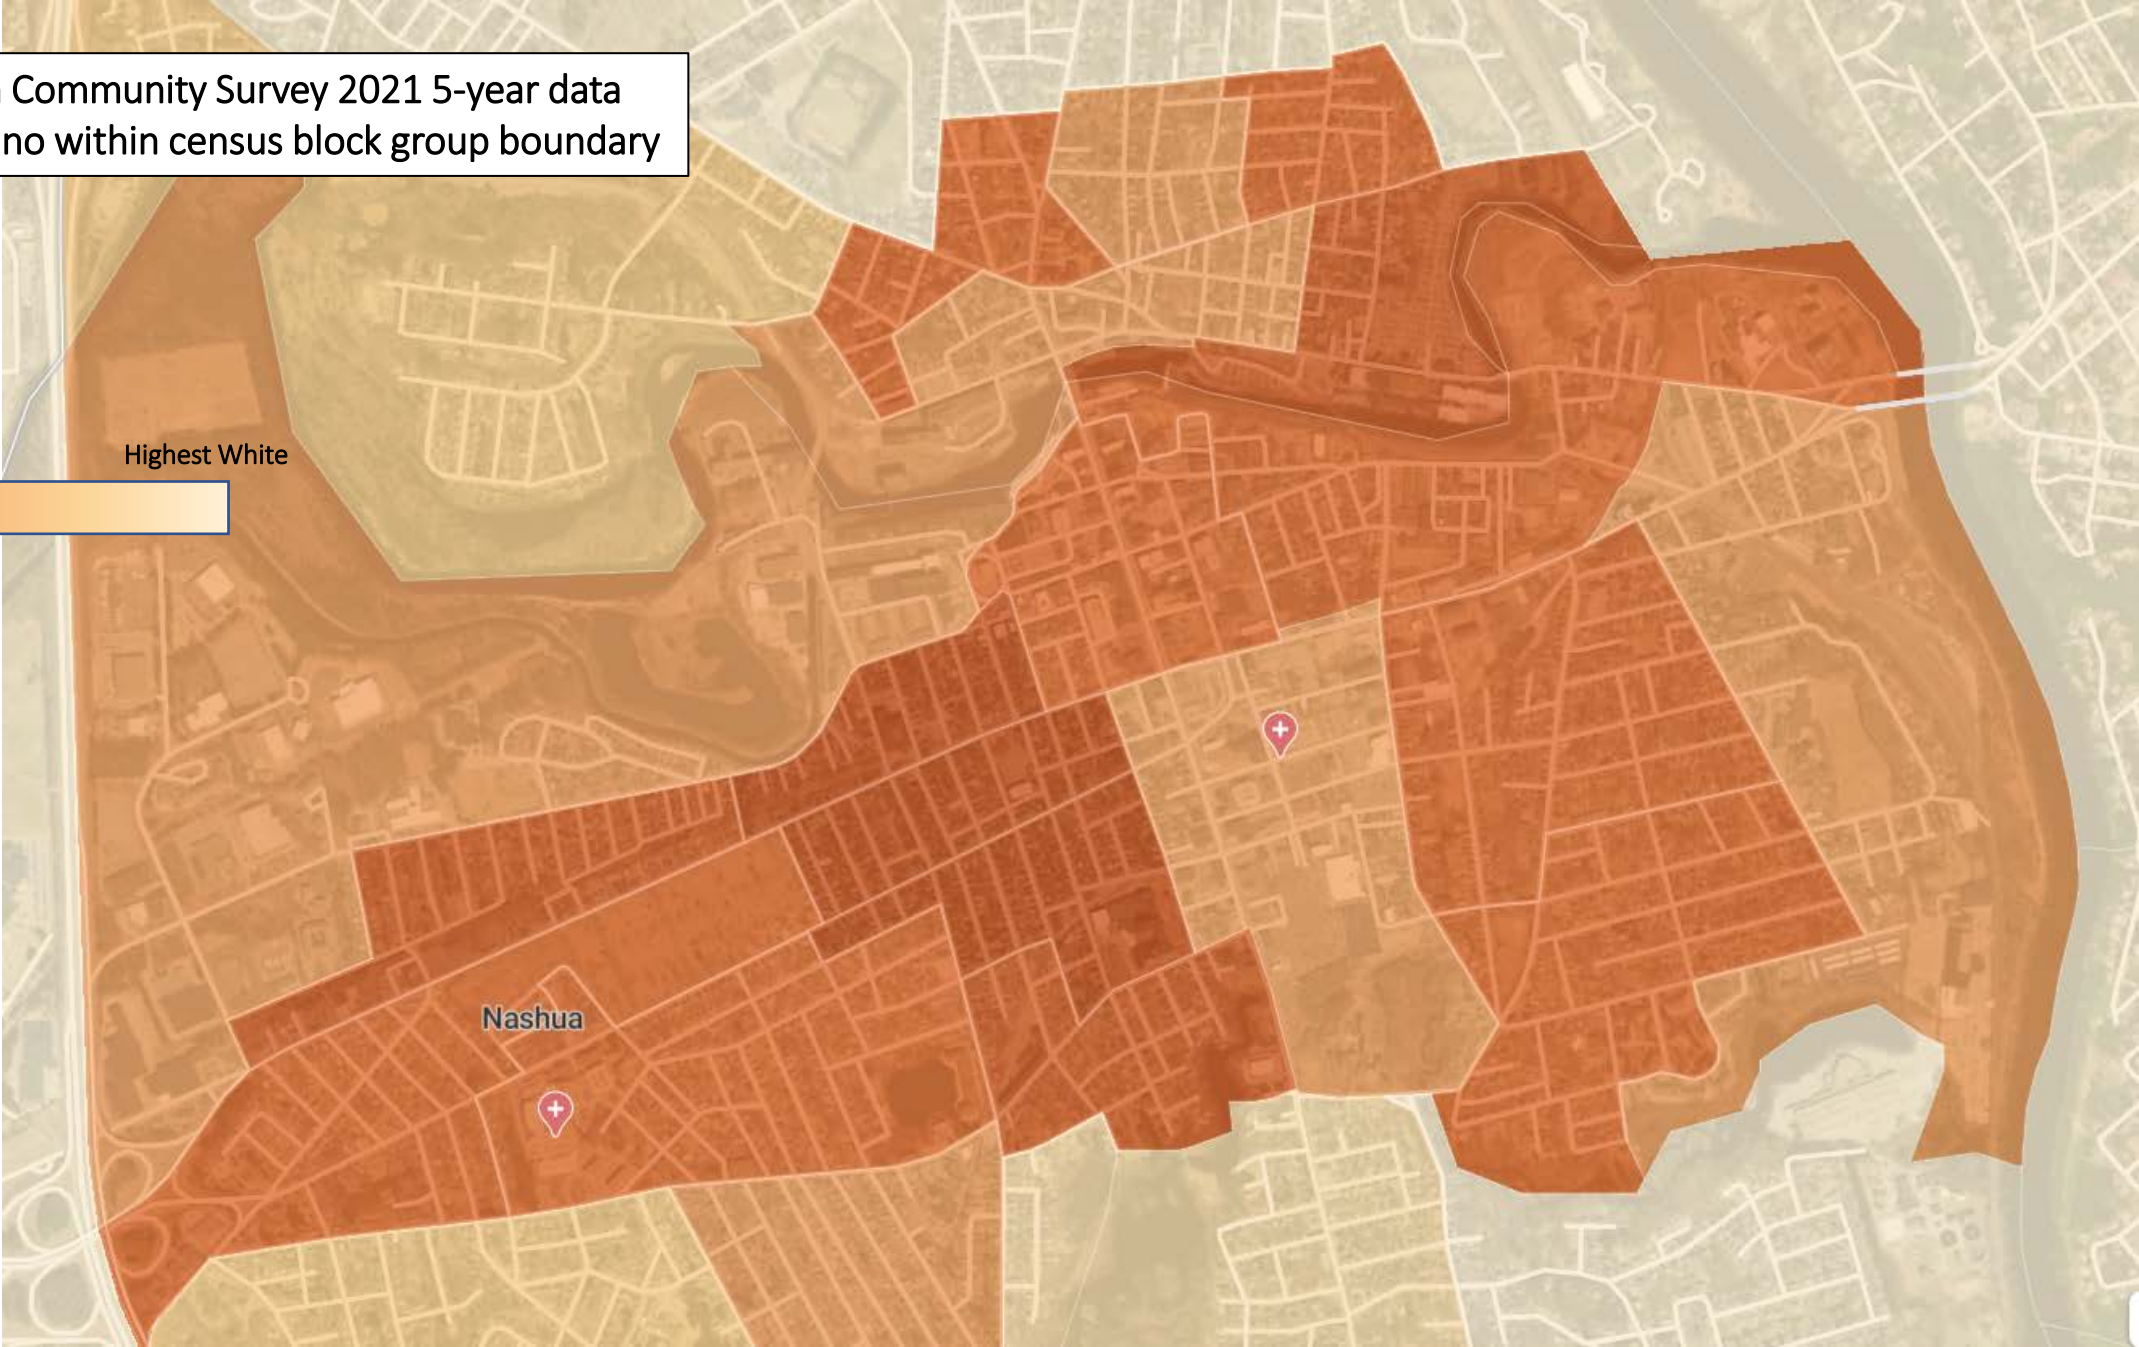 Community Survey 2021 5-year data
no within census block group boundary
Highest White
Nashua